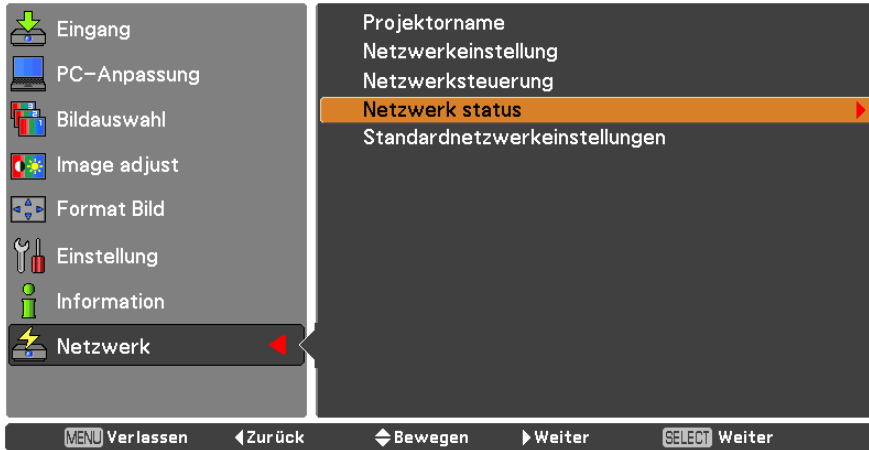 Eingang
PC-Anpassung
Bildauswahl
Image adjust
Format Bild
Einstellung
Information
Netzwerk
Projektorname
Netzwerkeinstellung
Netzwerksteuerung
Netzwerk status
Standardnetzwerkeinstellungen
MENU Verlassen Zurück Bewegen Weiter SELECT Weiter